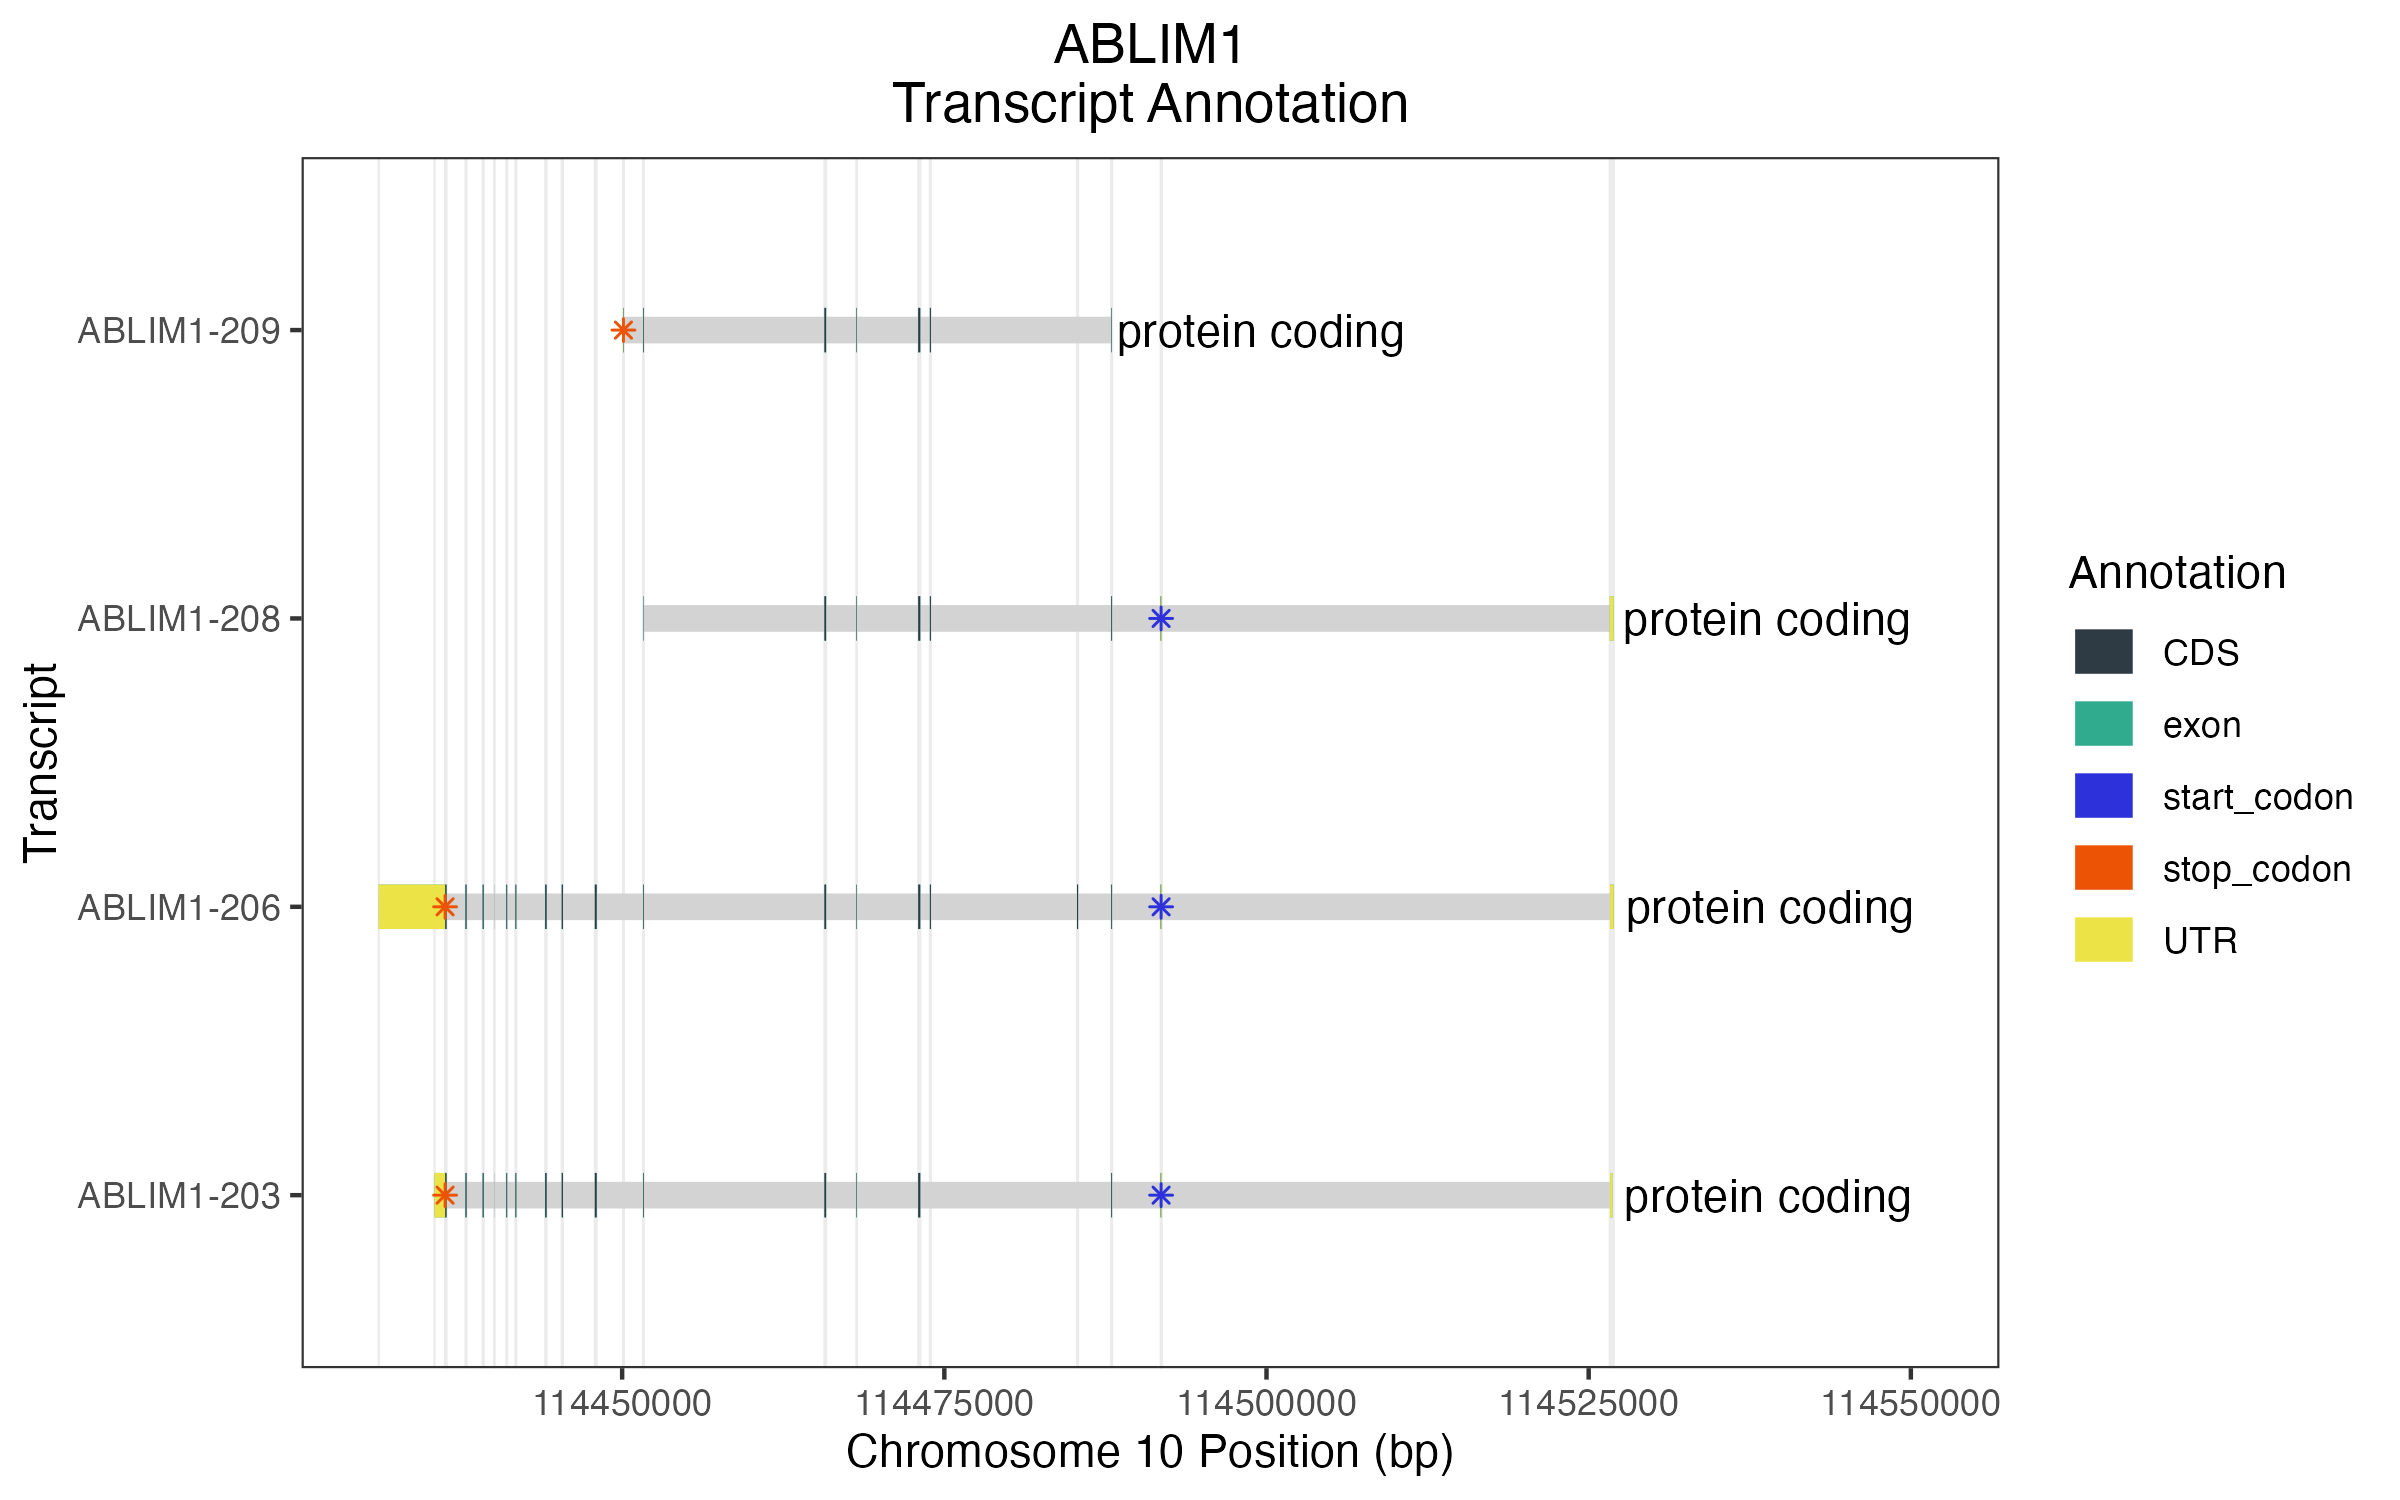 ABLIM1
Transcript Annotation
Transcript
ABLIM1-209
protein coding
ABLIM1-208
protein coding
ABLIM1-206
protein coding
ABLIM1-203
protein coding
114450000
114475000
114500000
114525000
114550000
Chromosome 10 Position (bp)
Annotation
CDS
exon
start_codon
stop_codon
UTR